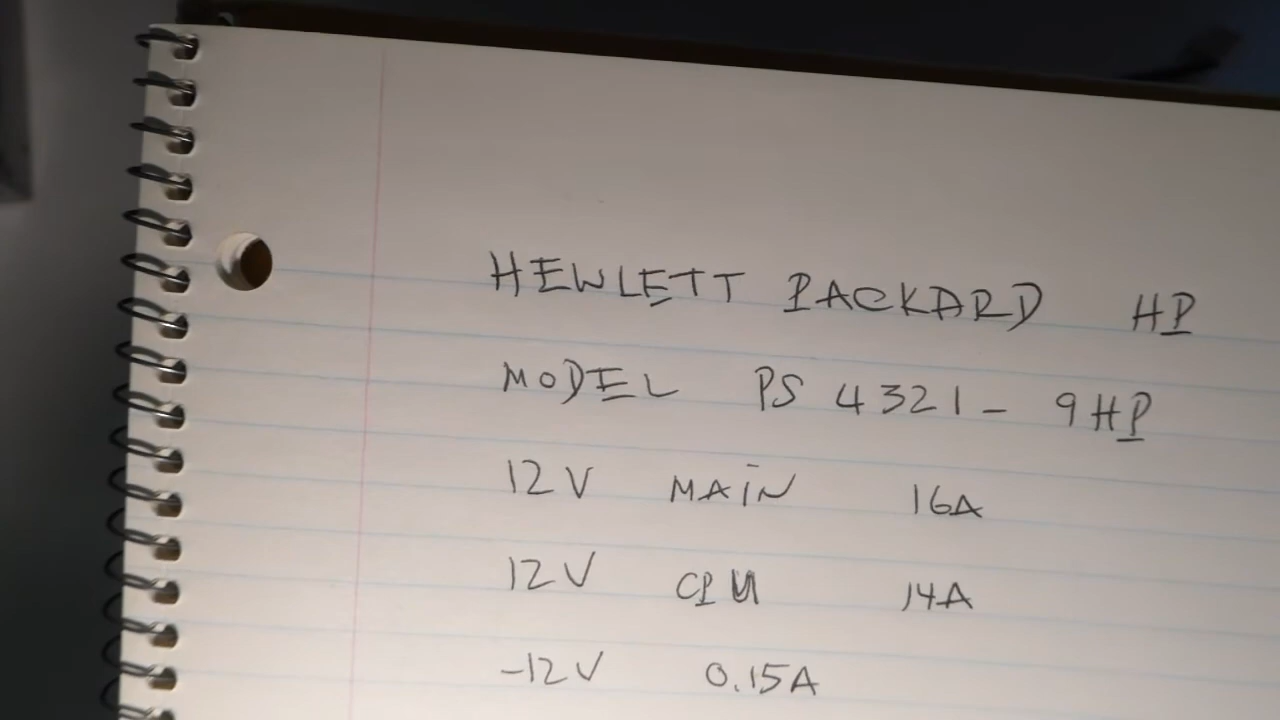 HEWLETT PACKARD HP
MODEL PS 4321-9HP
12V MAIN 16A
12V CPU 14A
-12V 0.15A